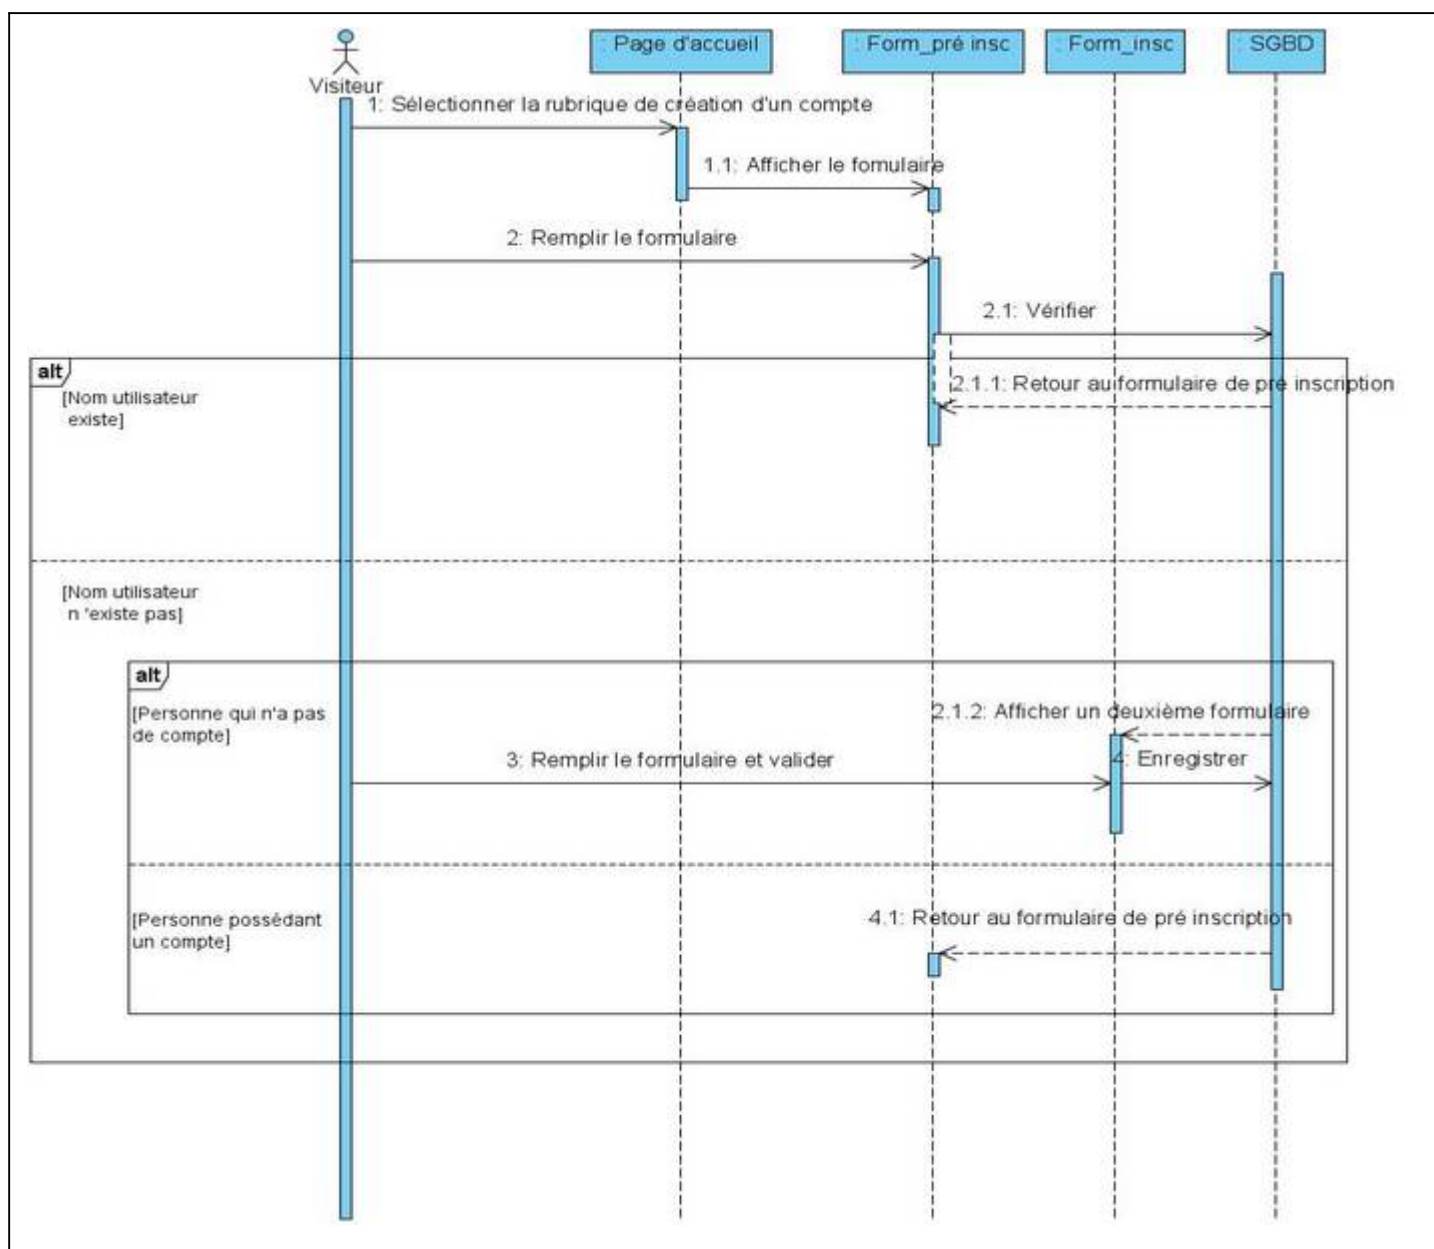 : Page d'accueil
: Form_pré insc
: Form_insc
: SGBD
Visiteur
1: Sélectionner la rubrique de création d'un compte
1.1: Afficher le fomulaire
2: Remplir le formulaire
2.1: Vérifier
alt
[Nom utilisateur
existe]
2.1.1: Retour au formulaire de pré inscription
[Nom utilisateur
n 'existe pas]
alt
[Personne qui n'a pas
de compte]
2.1.2: Afficher un deuxième formulaire
3: Remplir le formulaire et valider
4: Enregistrer
[Personne possédant
un compte]
4.1: Retour au formulaire de pré inscription